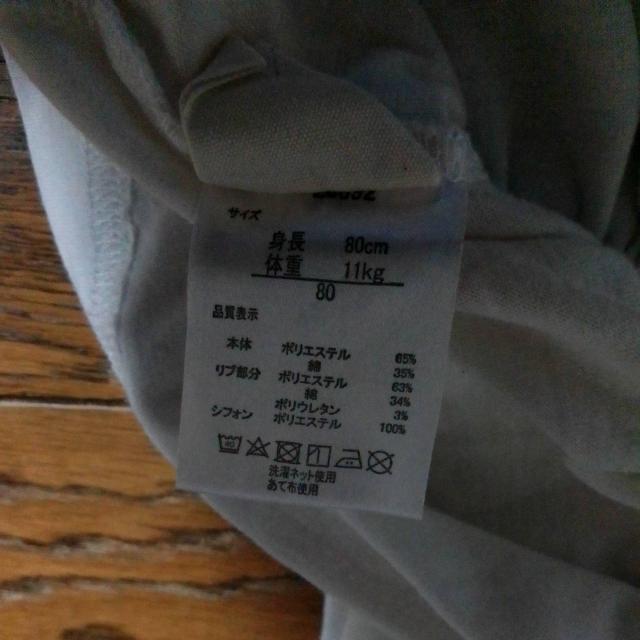 サイズ
身長 80cm
体重 11kg
80
品質表示
本体 ポリエステル 65%
綿 35%
リブ部分 ポリエステル 63%
綿 34%
ポリウレタン 3%
シフォン ポリエステル 100%
洗濯ネット使用
あて布使用